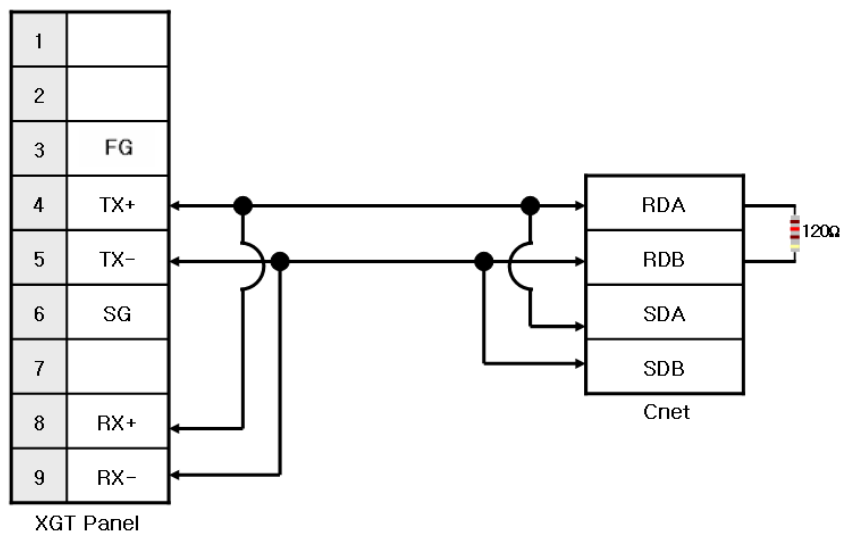 1
2
3 FG
4 TX+
5 TX-
6 SG
7
8 RX+
9 RX-
XGT Panel
RDA
RDB
SDA
SDB
Cnet
120Ω